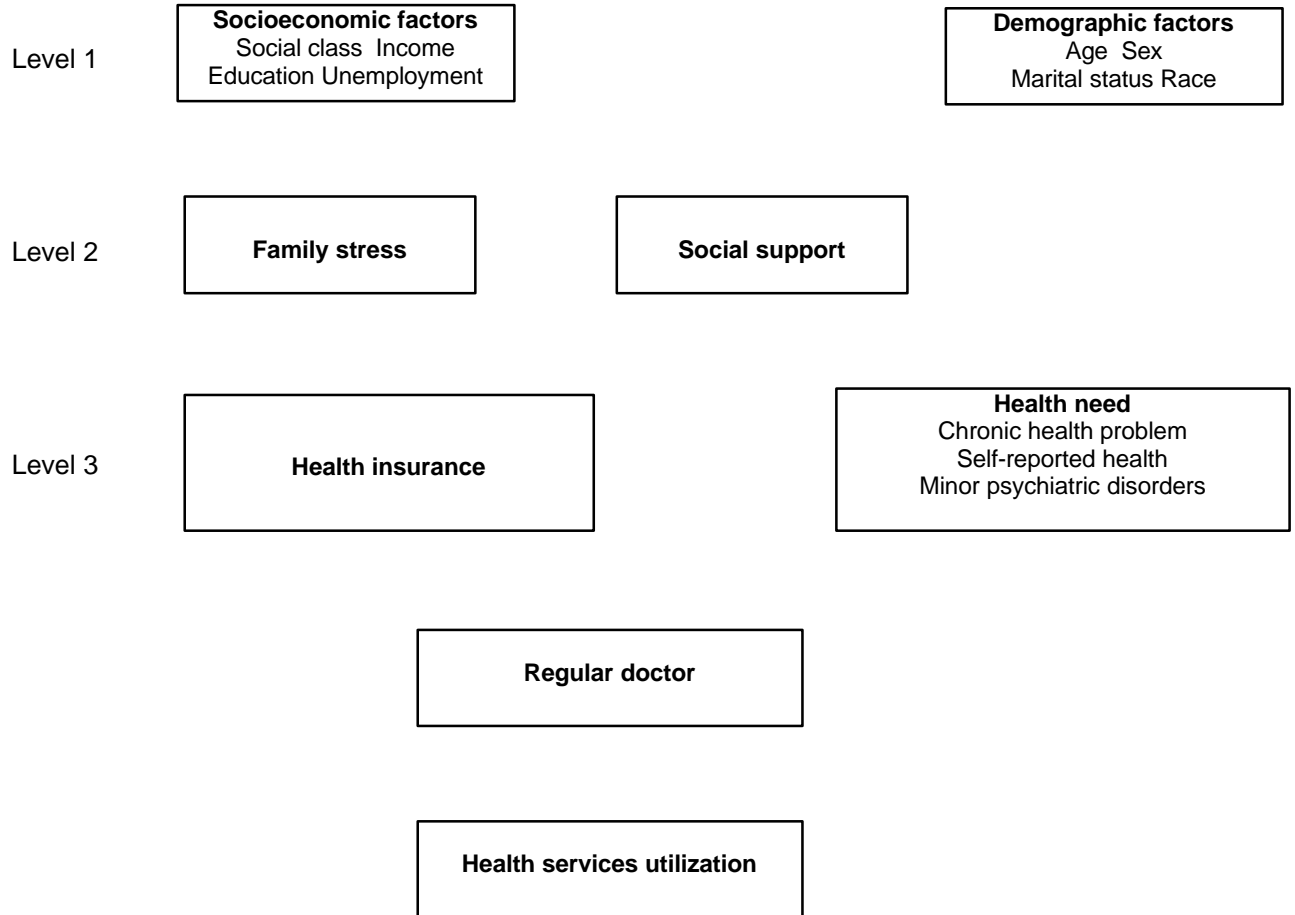 Level 1
Socioeconomic factors
Social class  Income
Education Unemployment
Demographic factors
Age  Sex
Marital status Race
Level 2
Family stress
Social support
Level 3
Health insurance
Health need
Chronic health problem
Self-reported health
Minor psychiatric disorders
Regular doctor
Health services utilization